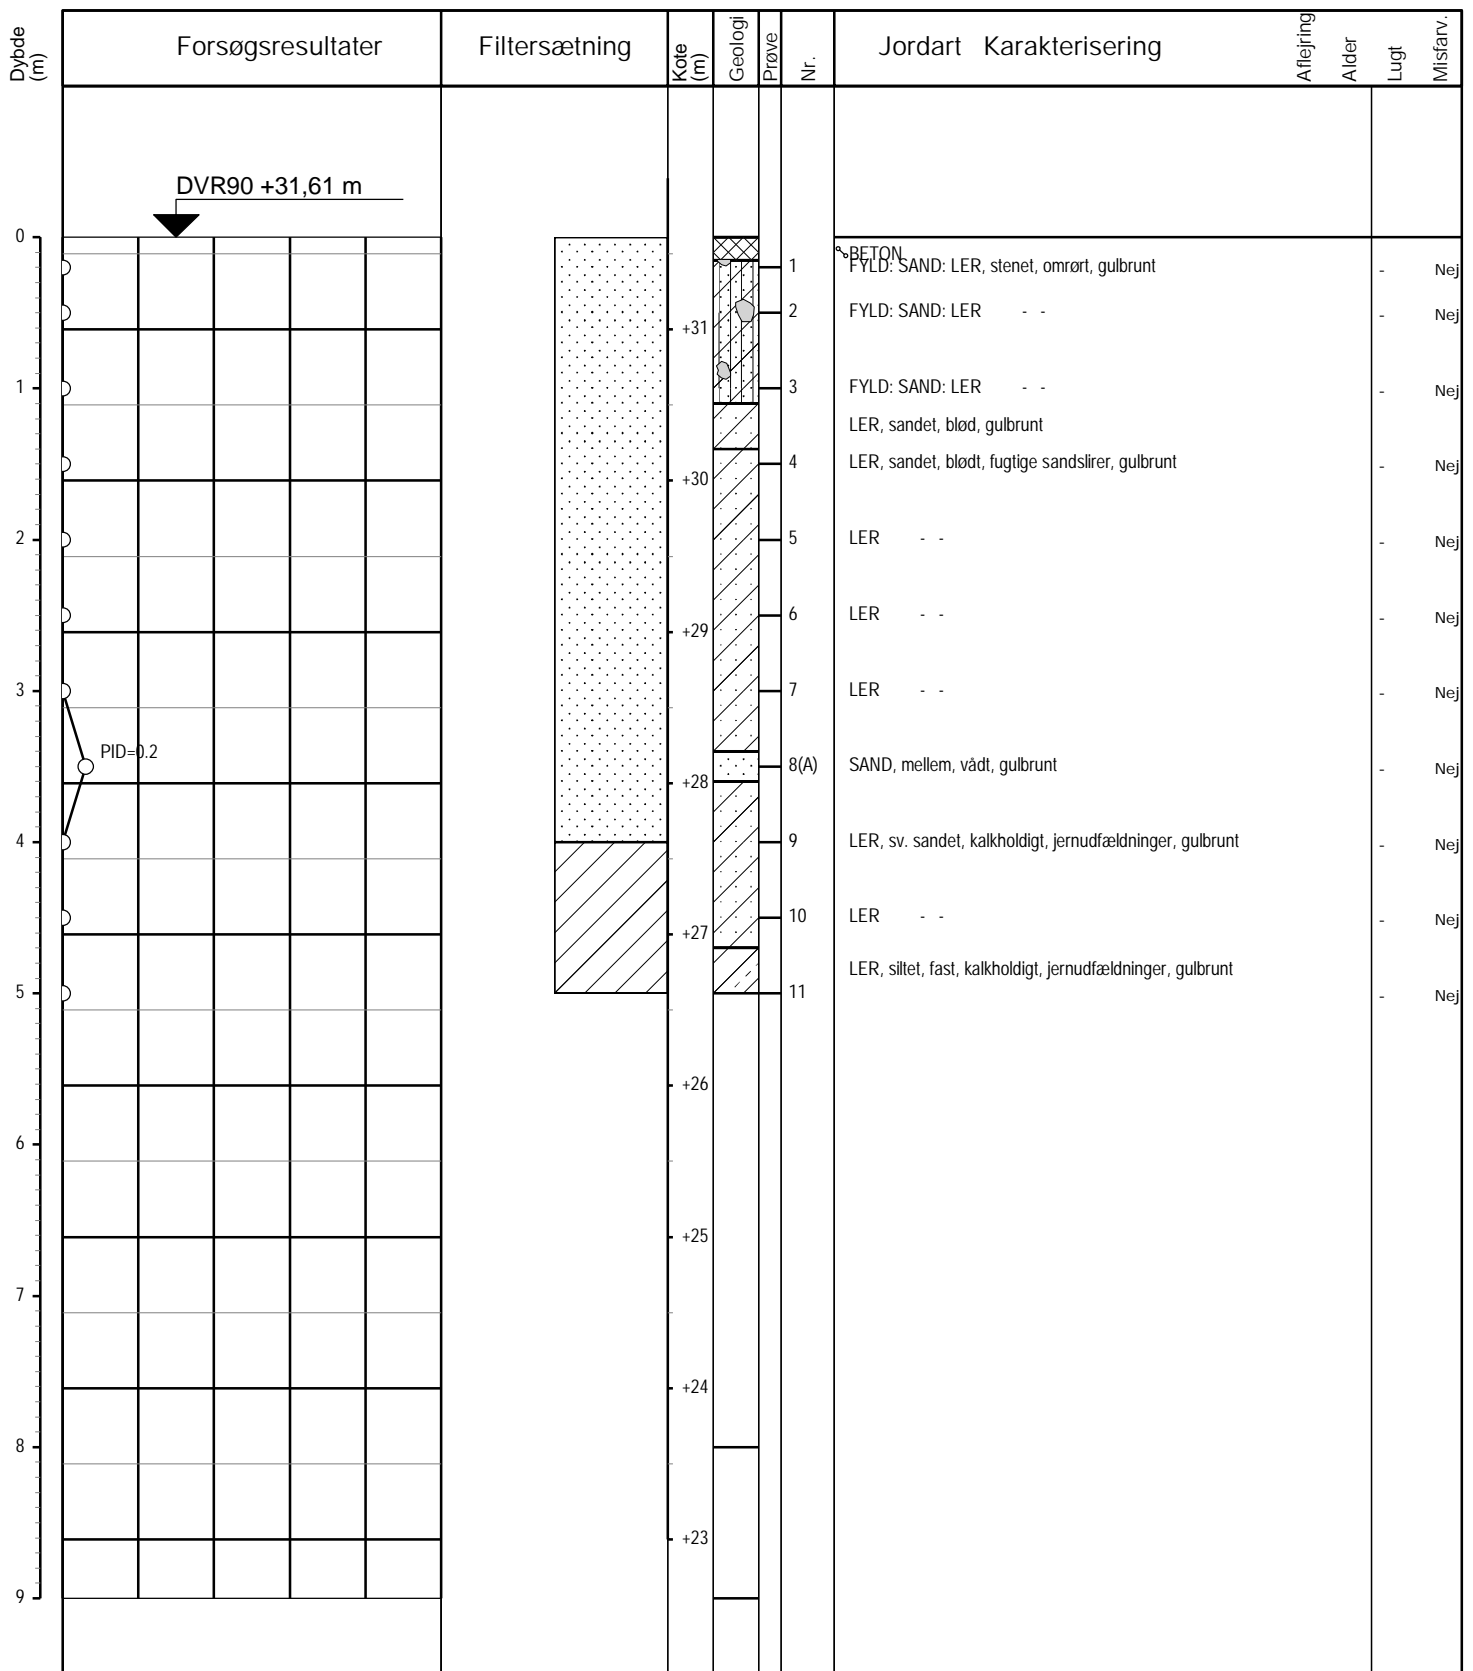 Dybde (m)
Forsøgsresultater
Filtersætning
Kote (m)
Geologi
Prøve
Nr.
Jordart Karakterisering
Aflejring
Alder
Lugt
Misfarv.
DVR90 +31,61 m
0
BETON
1 FYLD: SAND: LER, stenet, omrørt, gulbrunt - Nej
2 FYLD: SAND: LER - - - Nej
+31
1 3 FYLD: SAND: LER - - - Nej
LER, sandet, blød, gulbrunt
4 LER, sandet, blødt, fugtige sandslirer, gulbrunt - Nej
+30
2 5 LER - - - Nej
6 LER - - - Nej
+29
3 7 LER - - - Nej
PID=0.2
8(A) SAND, mellem, vådt, gulbrunt - Nej
+28
4 9 LER, sv. sandet, kalkholdigt, jernudfældninger, gulbrunt - Nej
10 LER - - - Nej
+27
LER, siltet, fast, kalkholdigt, jernudfældninger, gulbrunt
5 11 - Nej
+26
6
+25
7
+24
8
+23
9